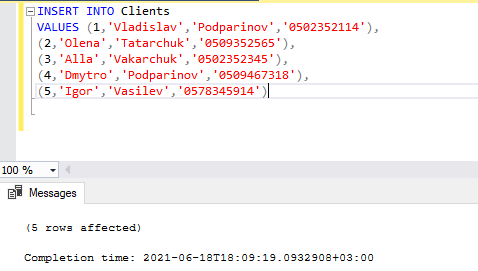 INSERT INTO Clients
VALUES (1,'Vladislav','Podparinov','0502352114'),
(2,'Olena','Tatarchuk','0509352565'),
(3,'Alla','Vakarchuk','0502352345'),
(4,'Dmytro','Podparinov','0509467318'),
(5,'Igor','Vasilev','0578345914')
100 %
Messages
(5 rows affected)
Completion time: 2021-06-18T18:09:19.0932908+03:00